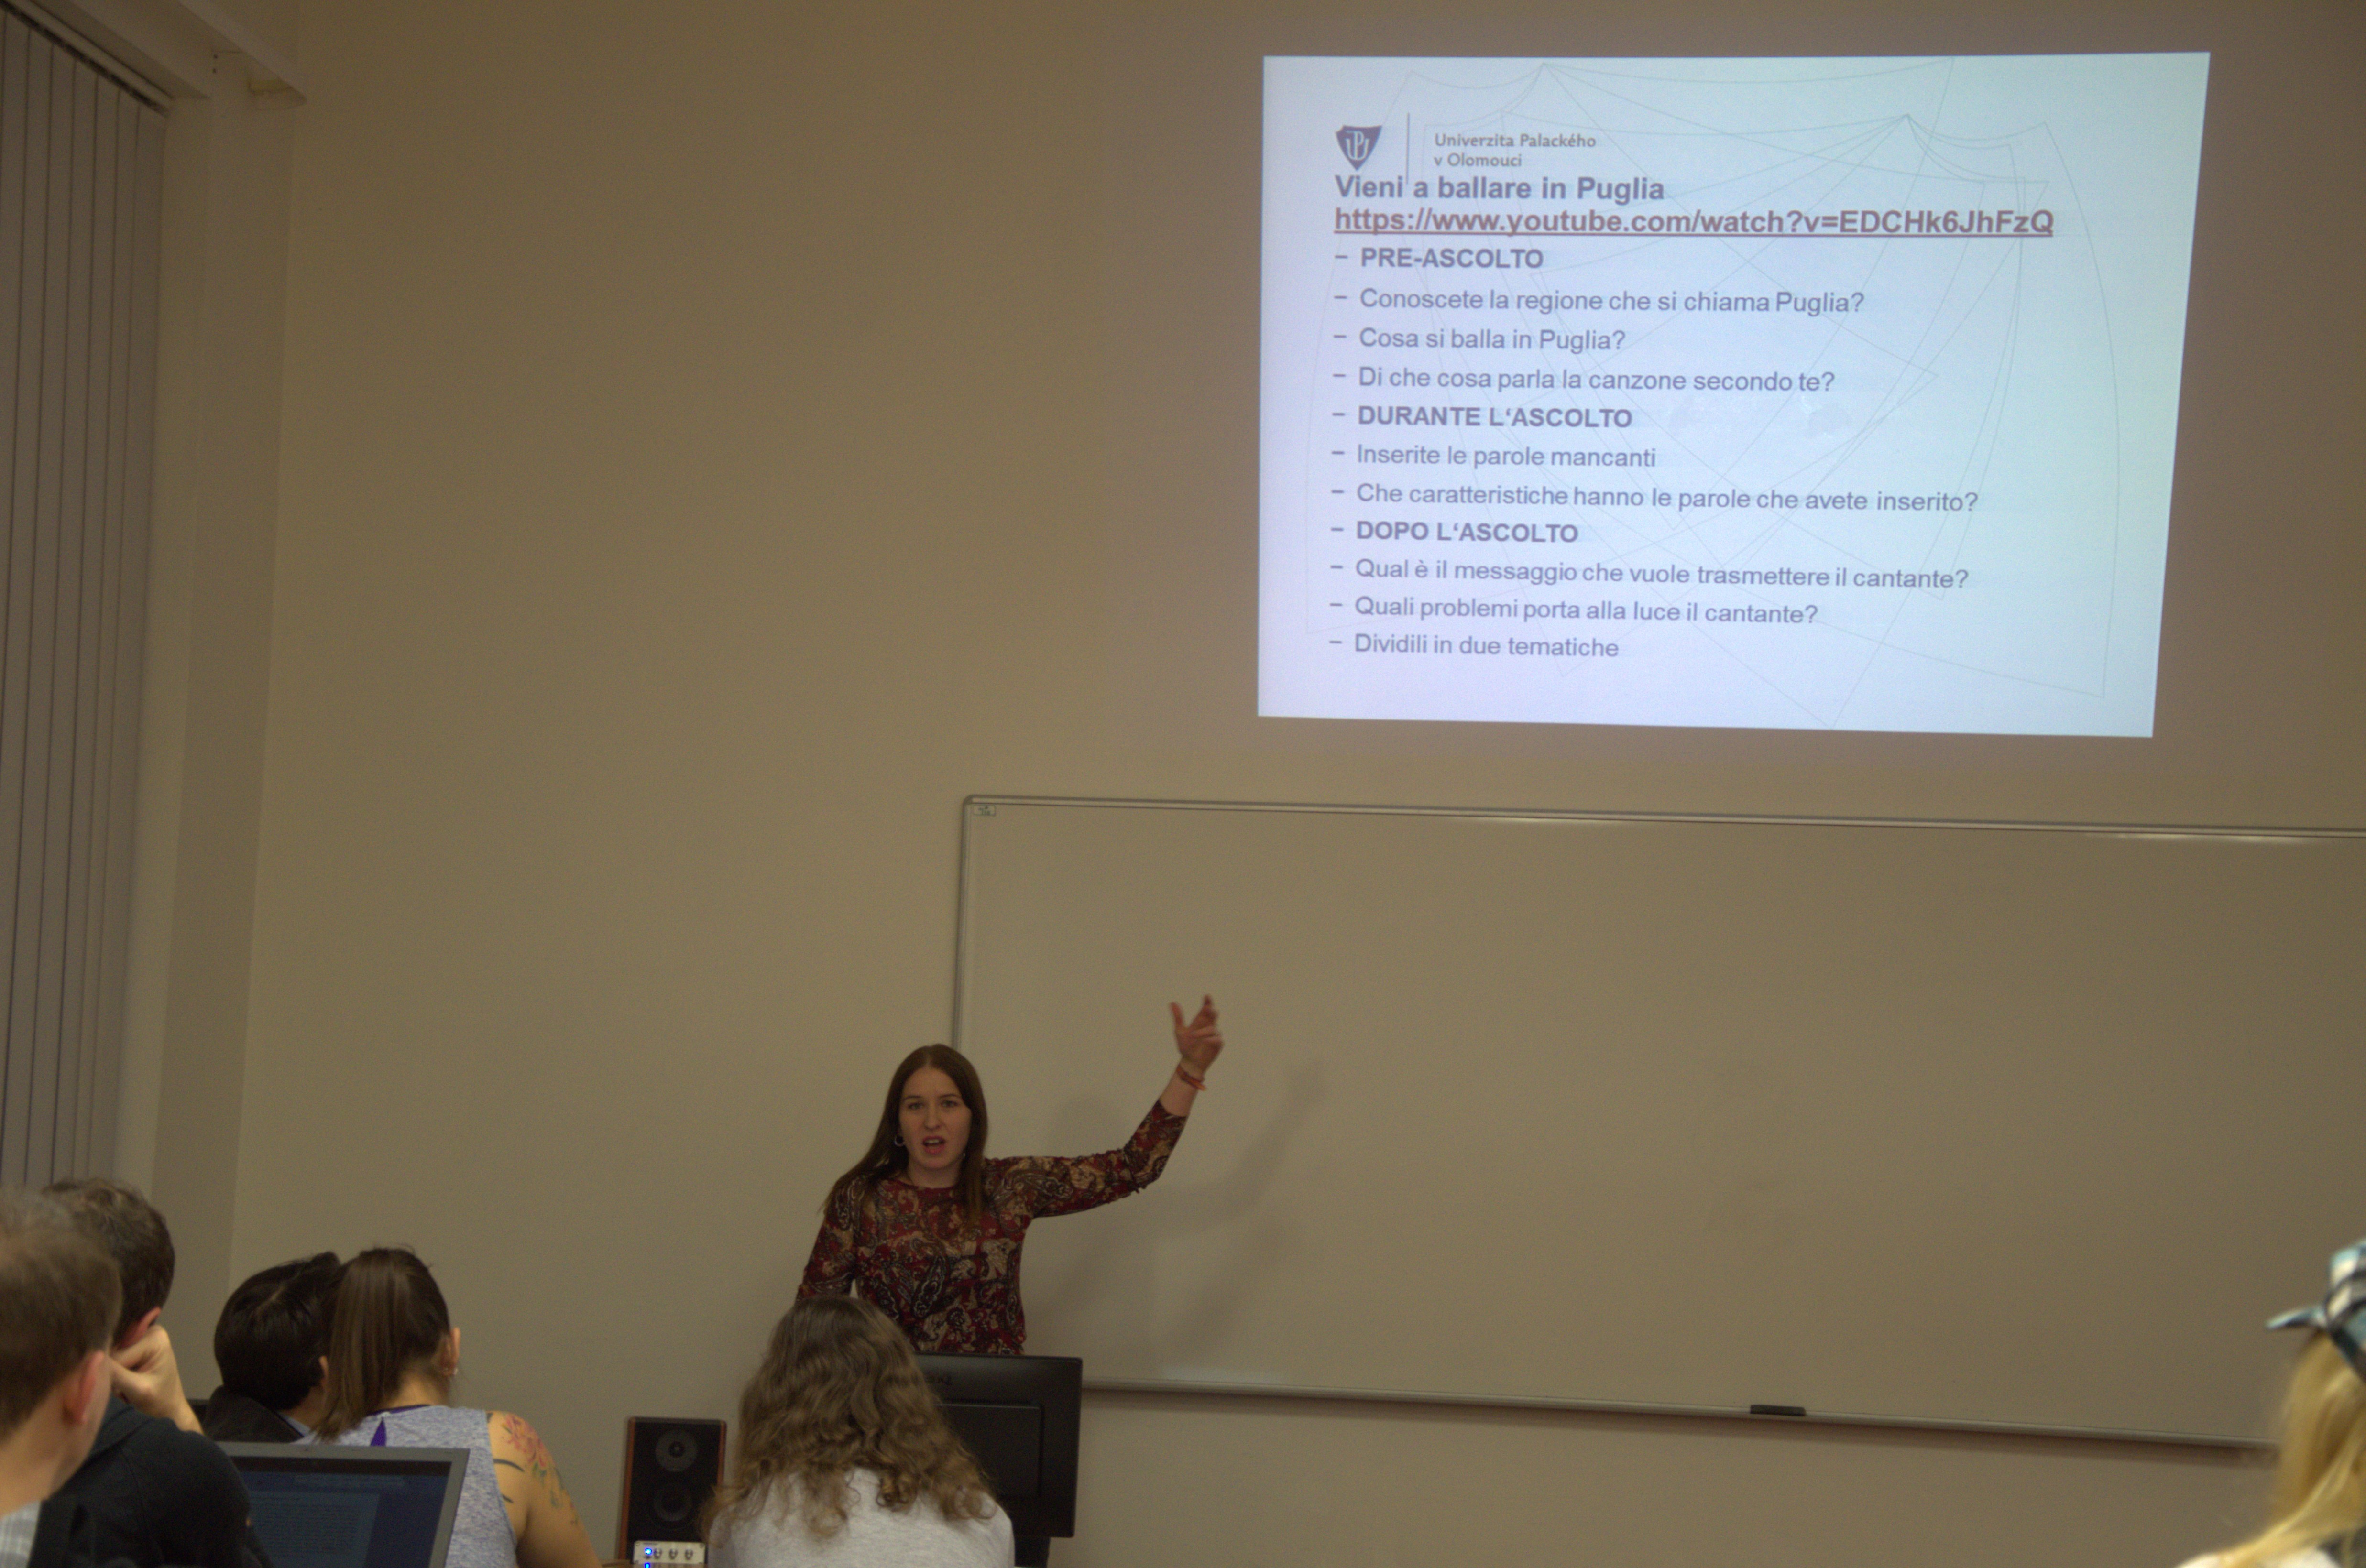 Univerzita Palackého
v Olomouci
Vieni a ballare in Puglia
https://www.youtube.com/watch?v=EDCHk6JhFzQ
– PRE-ASCOLTO
– Conoscete la regione che si chiama Puglia?
– Cosa si balla in Puglia?
– Di che cosa parla la canzone secondo te?
– DURANTE L‘ASCOLTO
– Inserite le parole mancanti
– Che caratteristiche hanno le parole che avete inserito?
– DOPO L‘ASCOLTO
– Qual è il messaggio che vuole trasmettere il cantante?
– Quali problemi porta alla luce il cantante?
– Dividili in due tematiche